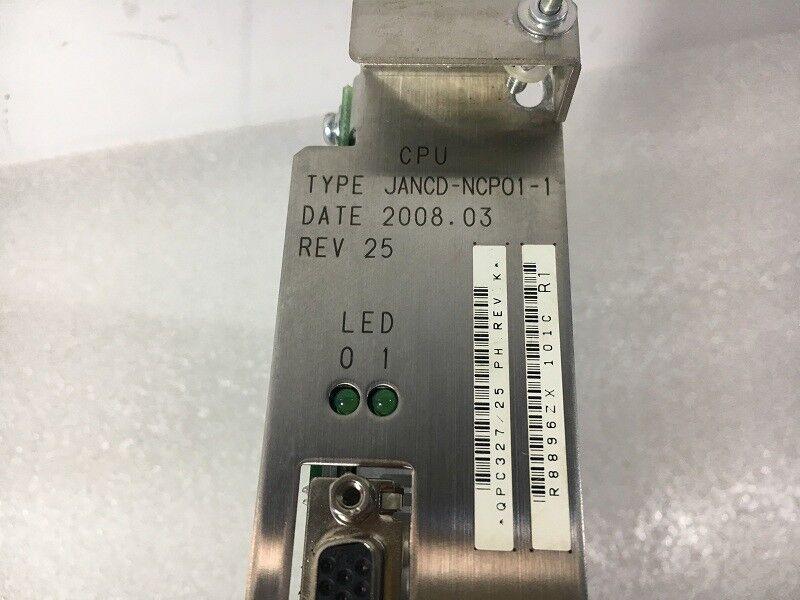 CPU
TYPE JANCD-NCP01-1
DATE 2008.03
REV 25
LED
0 1
*QPC327/25 PH REV.K*
R8896ZX 101C R1